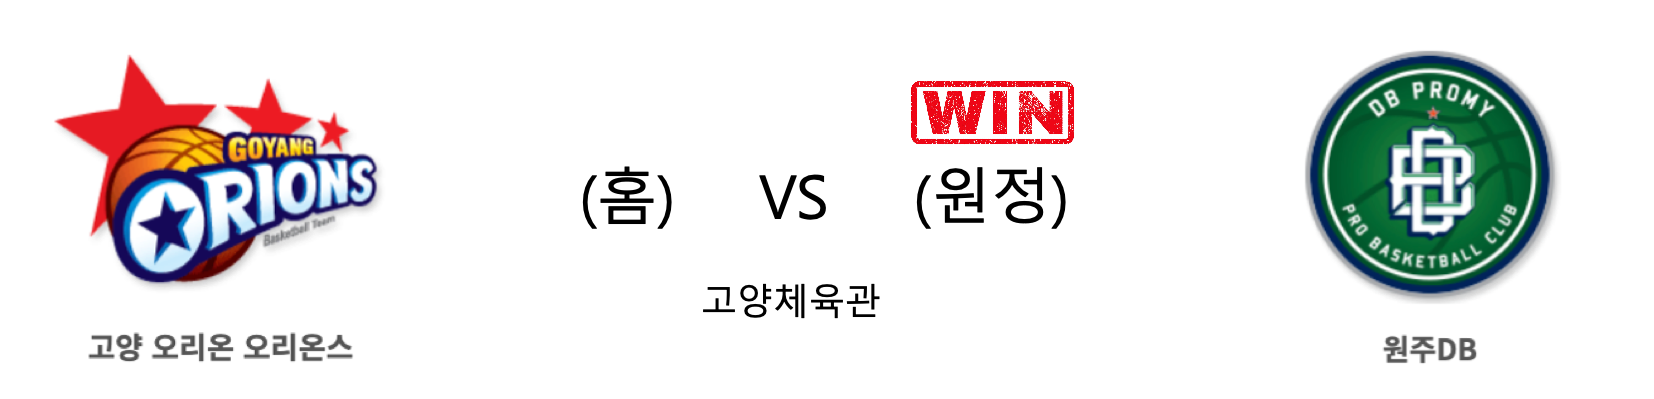 GOYANG
ORIONS
Basketball Team
고양 오리온 오리온스
(홈) VS (원정)
WIN
고양체육관
DB PROMY
PRO BASKETBALL CLUB
원주DB